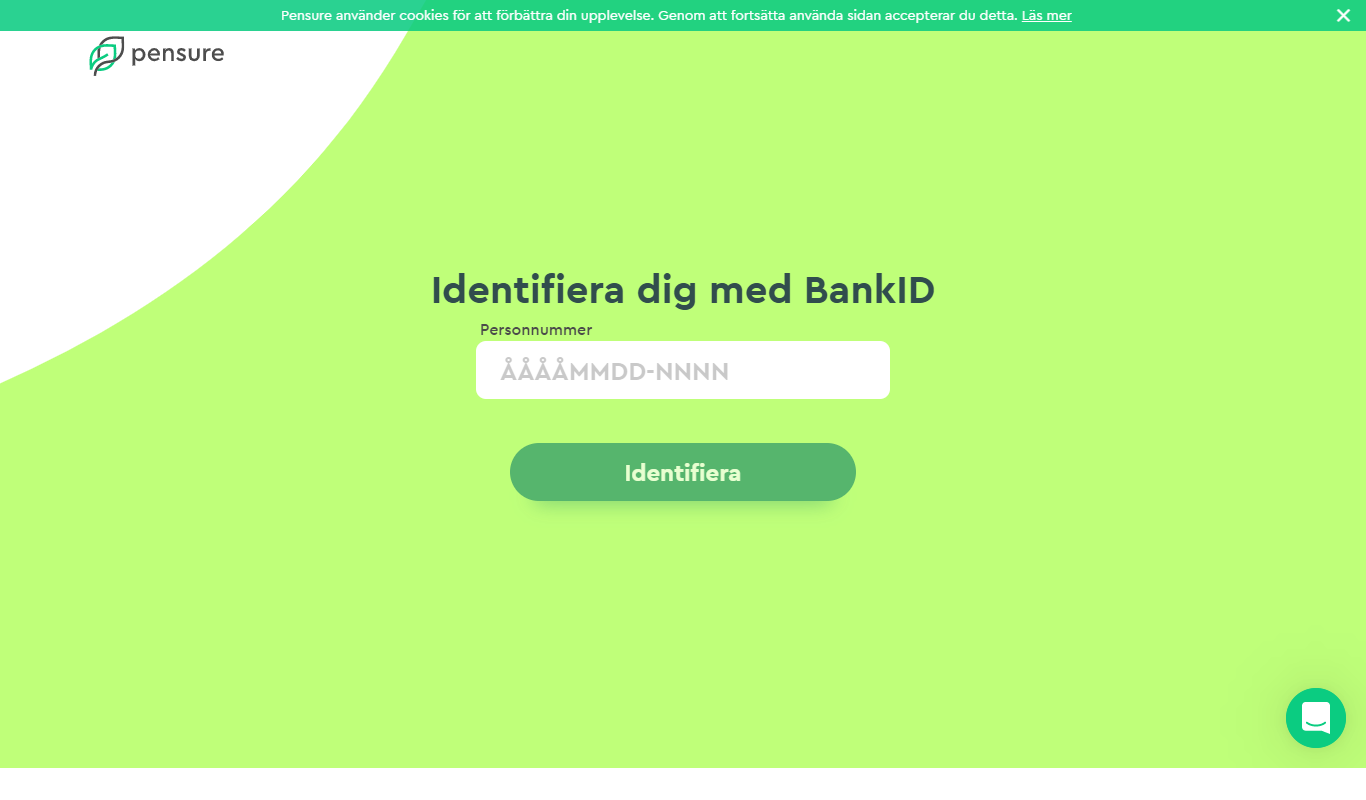 Pensure använder cookies för att förbättra din upplevelse. Genom att fortsätta använda sidan accepterar du detta. Läs mer
pensure
Identifiera dig med BankID
Personnummer
ÅÅÅÅMMDD-NNNN
Identifiera